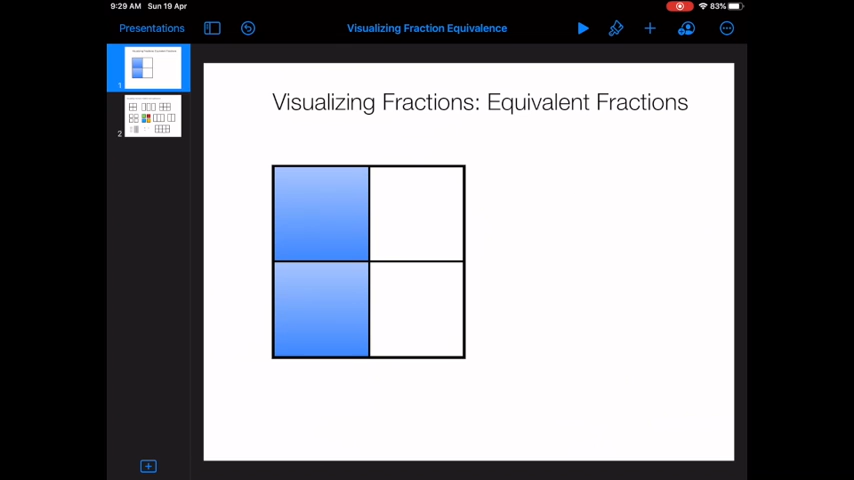 9:29 AM Sun 19 Apr
83%
Presentations
Visualizing Fraction Equivalence
Visualizing Fractions: Equivalent Fractions
1
2